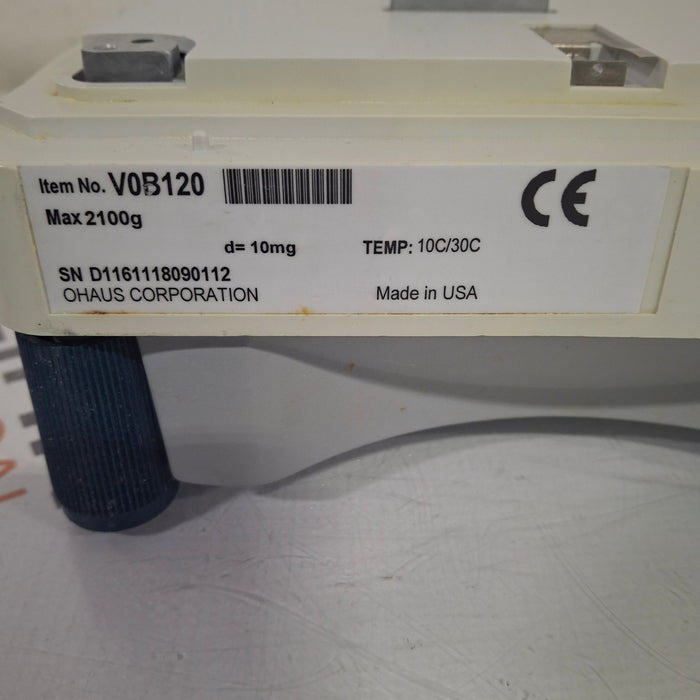 Item No. V0B120
Max 2100g
d= 10mg TEMP: 10C/30C
SN D1161118090112
OHAUS CORPORATION Made in USA
CE